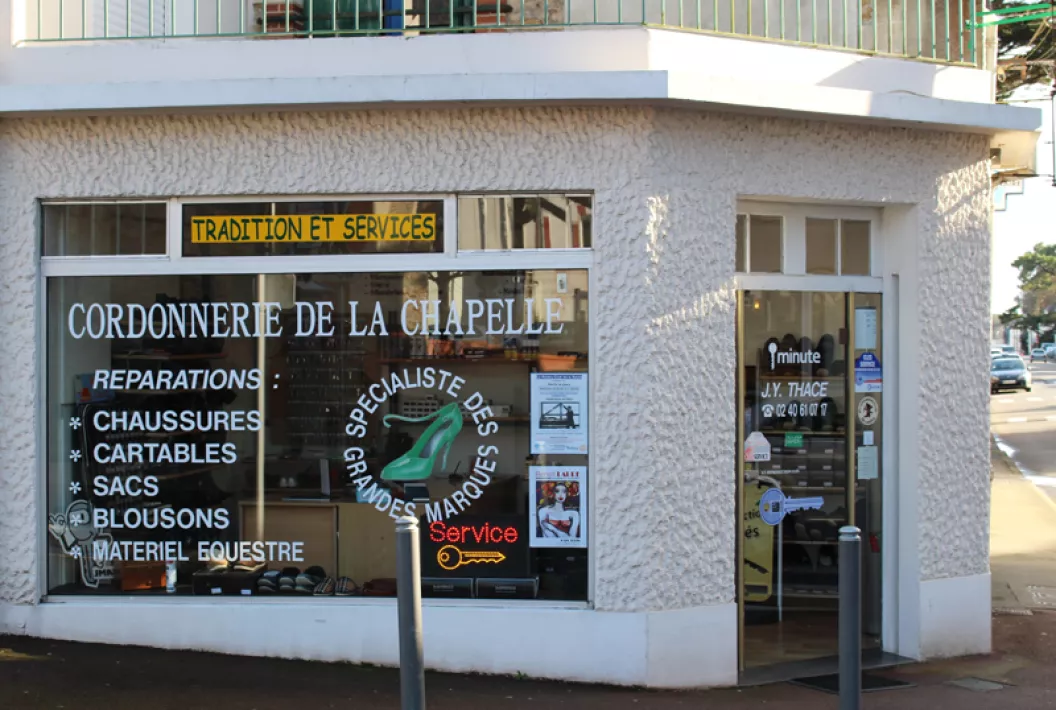 TRADITION ET SERVICES
CORDONNERIE DE LA CHAPELLE
REPARATIONS :
* CHAUSSURES
* CARTABLES
* SACS
* BLOUSONS
* MATERIEL EQUESTRE
SPECIALISTE DES
GRANDES MARQUES
Service
minute
J.Y. THACE
02 40 61 07 17